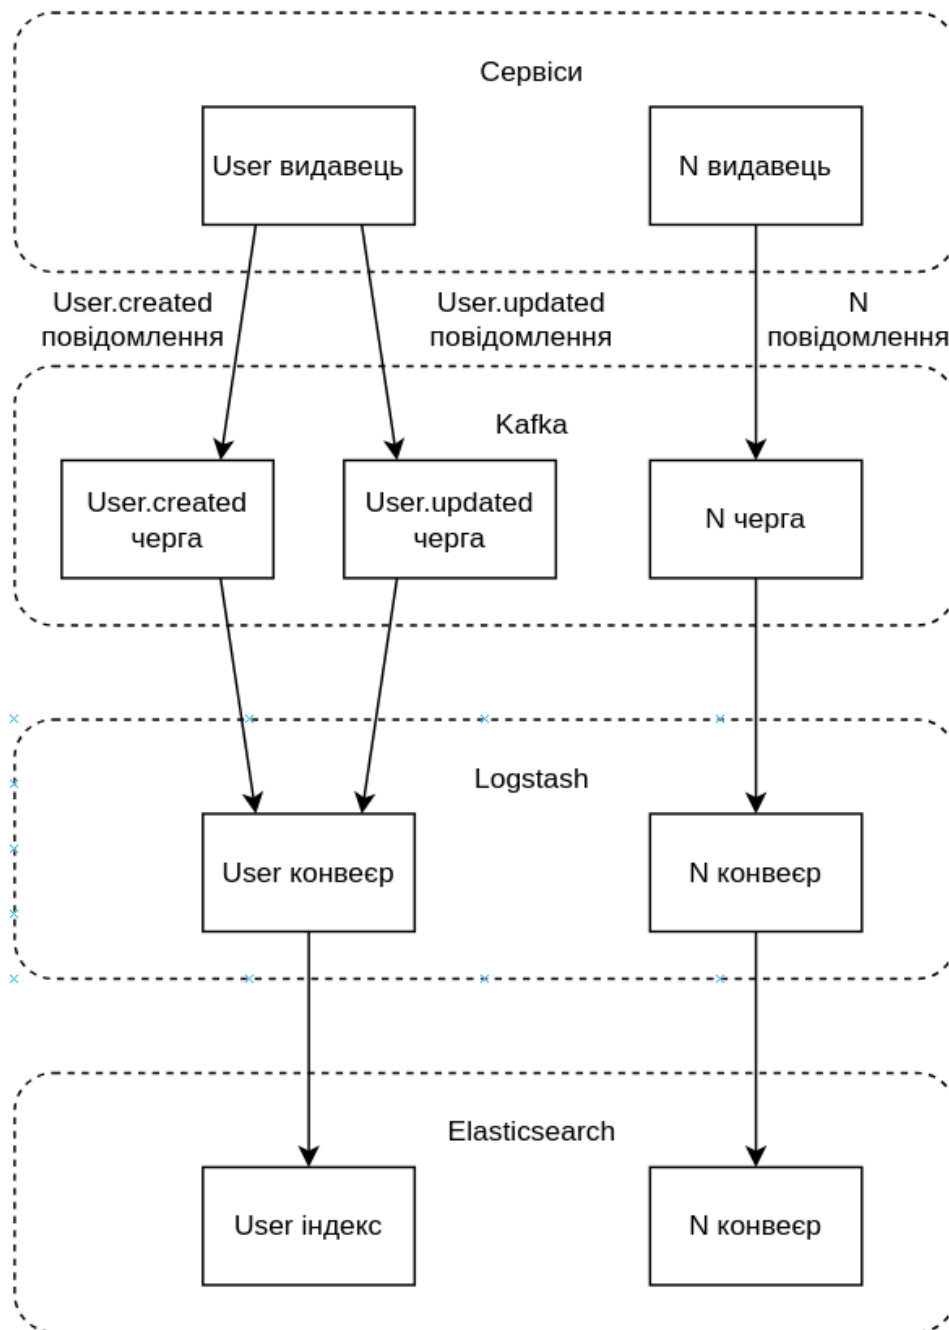 Сервіси
User видавець
N видавець
User.created
повідомлення
User.updated
повідомлення
N
повідомлення
Kafka
User.created
черга
User.updated
черга
N черга
Logstash
User конвеєр
N конвеєр
Elasticsearch
User індекс
N конвеєр